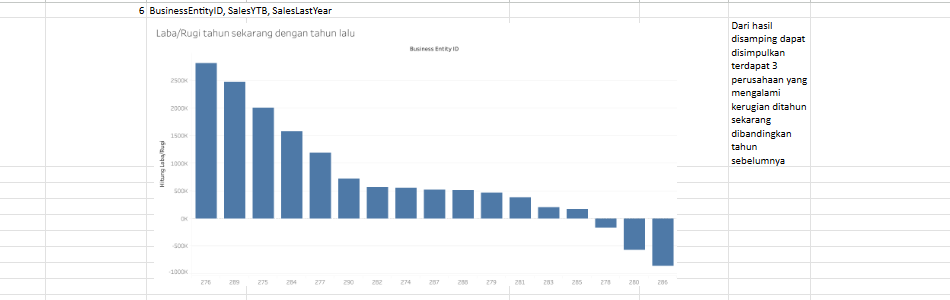 6 BusinessEntityID, SalesYTB, SalesLastYear
Laba/Rugi tahun sekarang dengan tahun lalu
Business Entity ID
Hitung Laba/Rugi
2500K
2000K
1500K
1000K
500K
0K
-500K
-1000K
276 289 275 284 277 290 282 274 287 288 279 281 283 285 278 280 286
Dari hasil
disamping dapat
disimpulkan
terdapat 3
perusahaan yang
mengalami
kerugian ditahun
sekarang
dibandingkan
tahun
sebelumnya